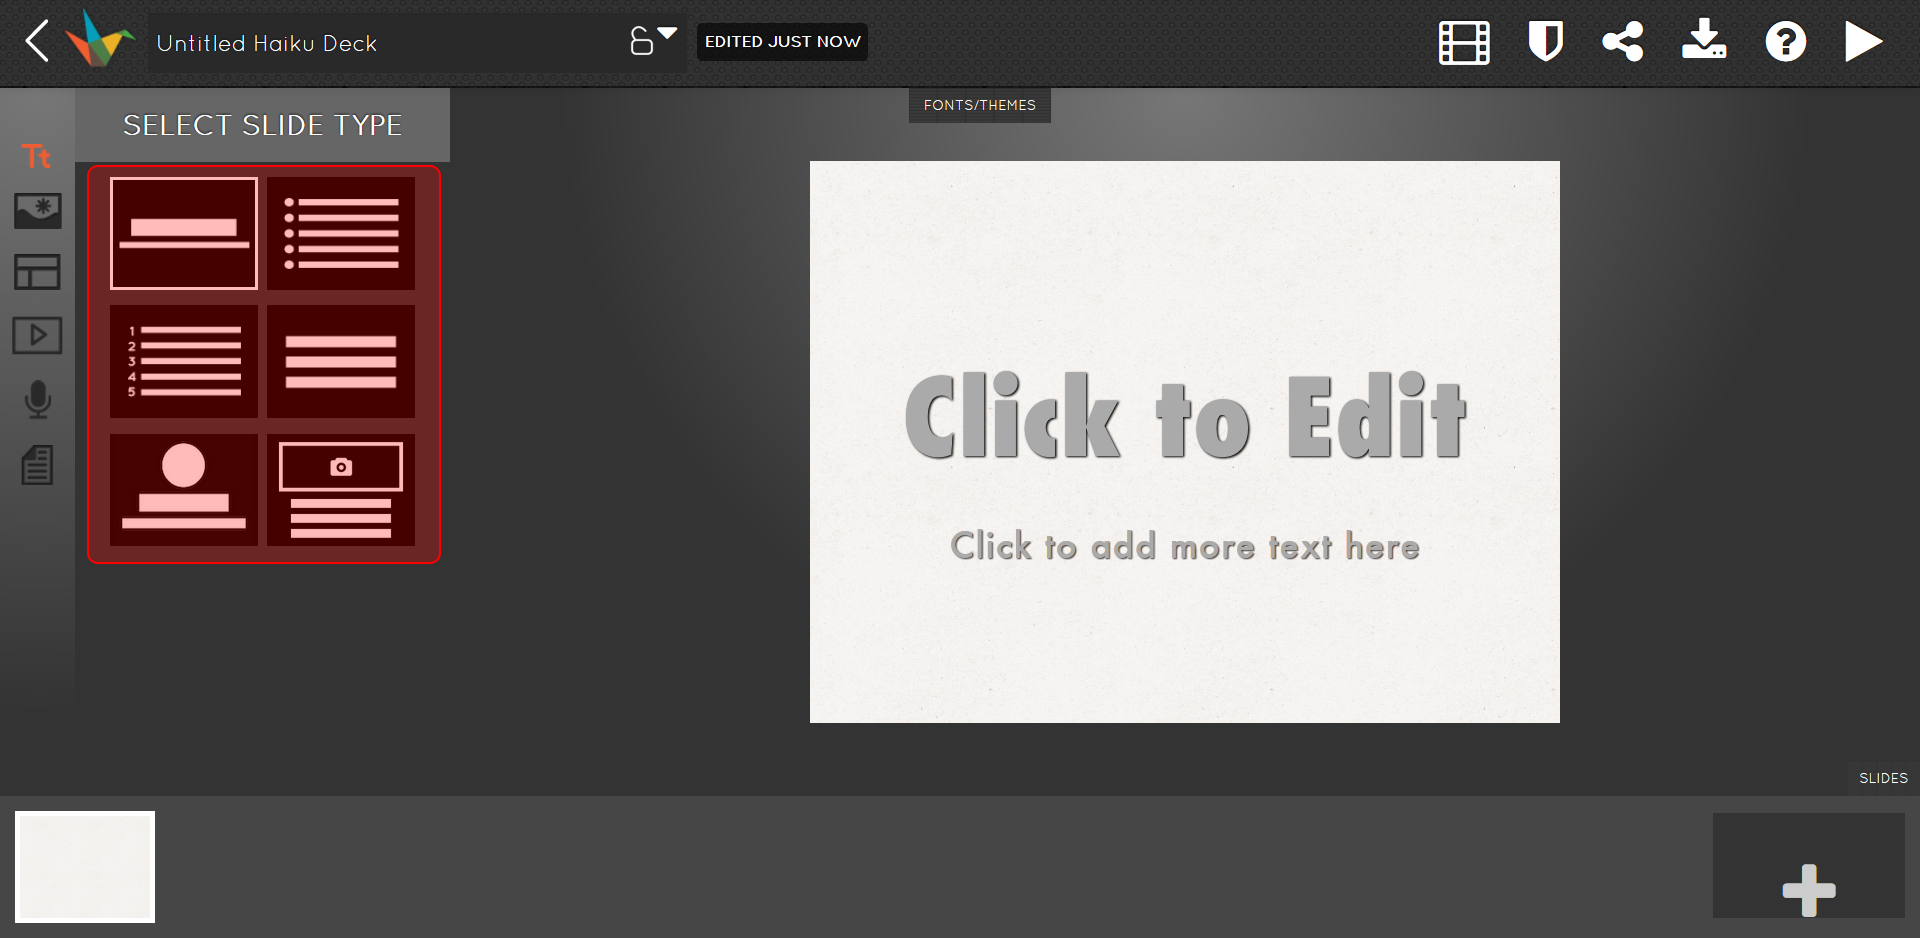 Untitled Haiku Deck
EDITED JUST NOW
FONTS/THEMES
SELECT SLIDE TYPE
Tt
1
2
3
4
5
Click to Edit
Click to add more text here
SLIDES